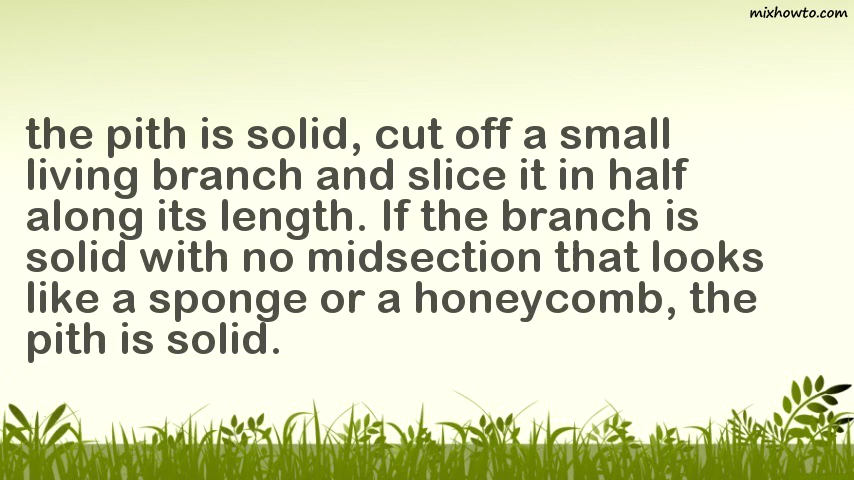 mixhowto.com
the pith is solid, cut off a small
living branch and slice it in half
along its length. If the branch is
solid with no midsection that looks
like a sponge or a honeycomb, the
pith is solid.